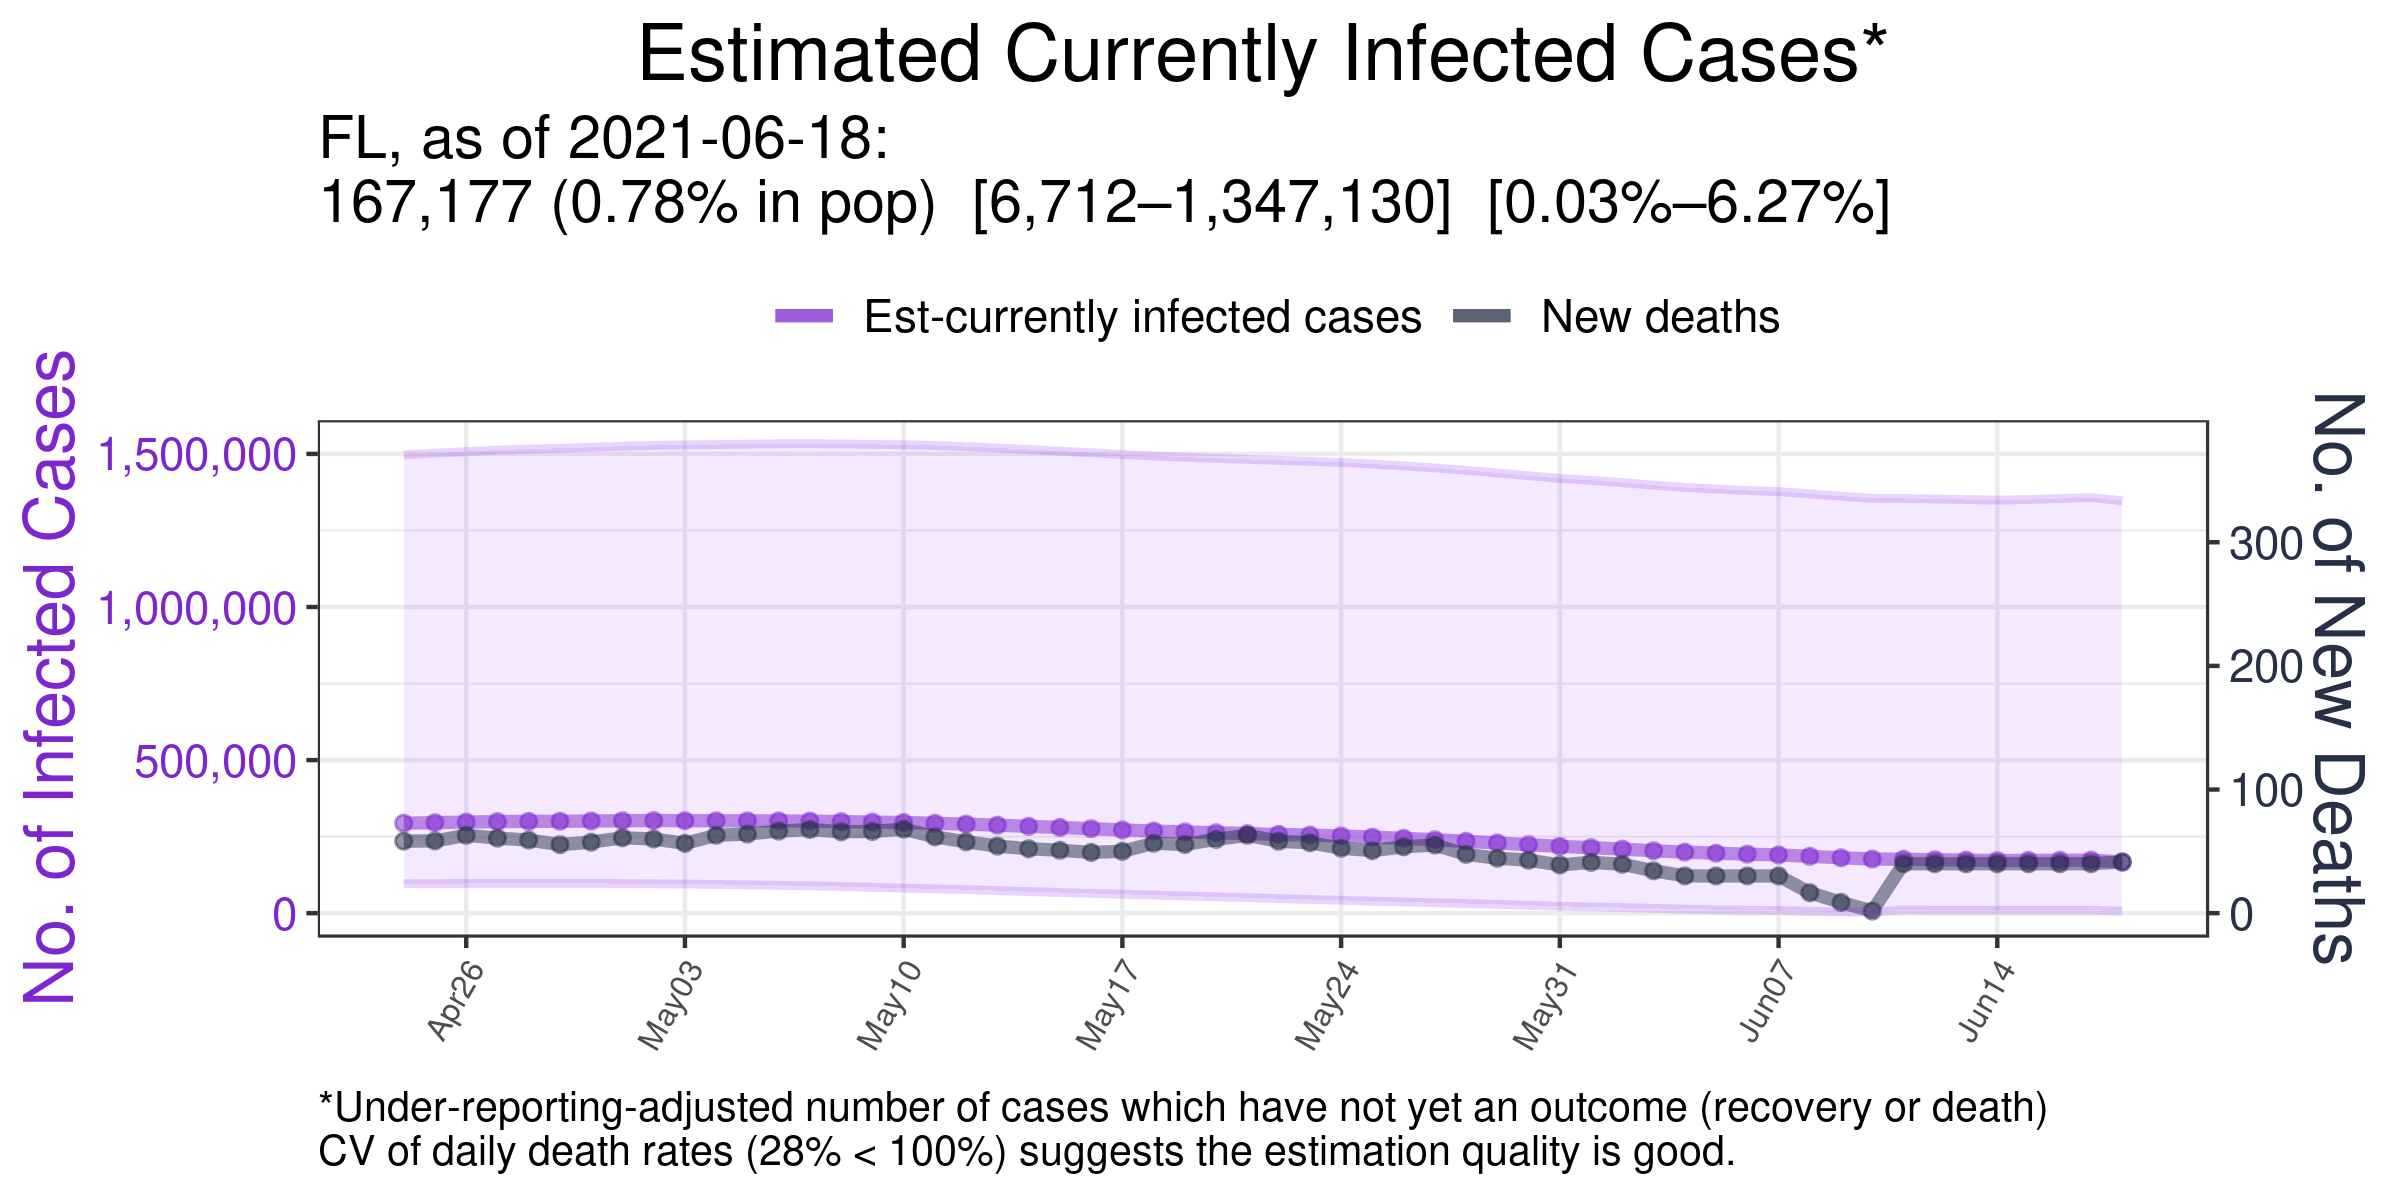 Estimated Currently Infected Cases*
FL, as of 2021-06-18:
167,177 (0.78% in pop) [6,712–1,347,130] [0.03%–6.27%]
Est-currently infected cases
New deaths
No. of Infected Cases
1,500,000
1,000,000
500,000
0
300
200
100
0
No. of New Deaths
Apr26
May03
May10
May17
May24
May31
Jun07
Jun14
*Under-reporting-adjusted number of cases which have not yet an outcome (recovery or death)
CV of daily death rates (28% < 100%) suggests the estimation quality is good.